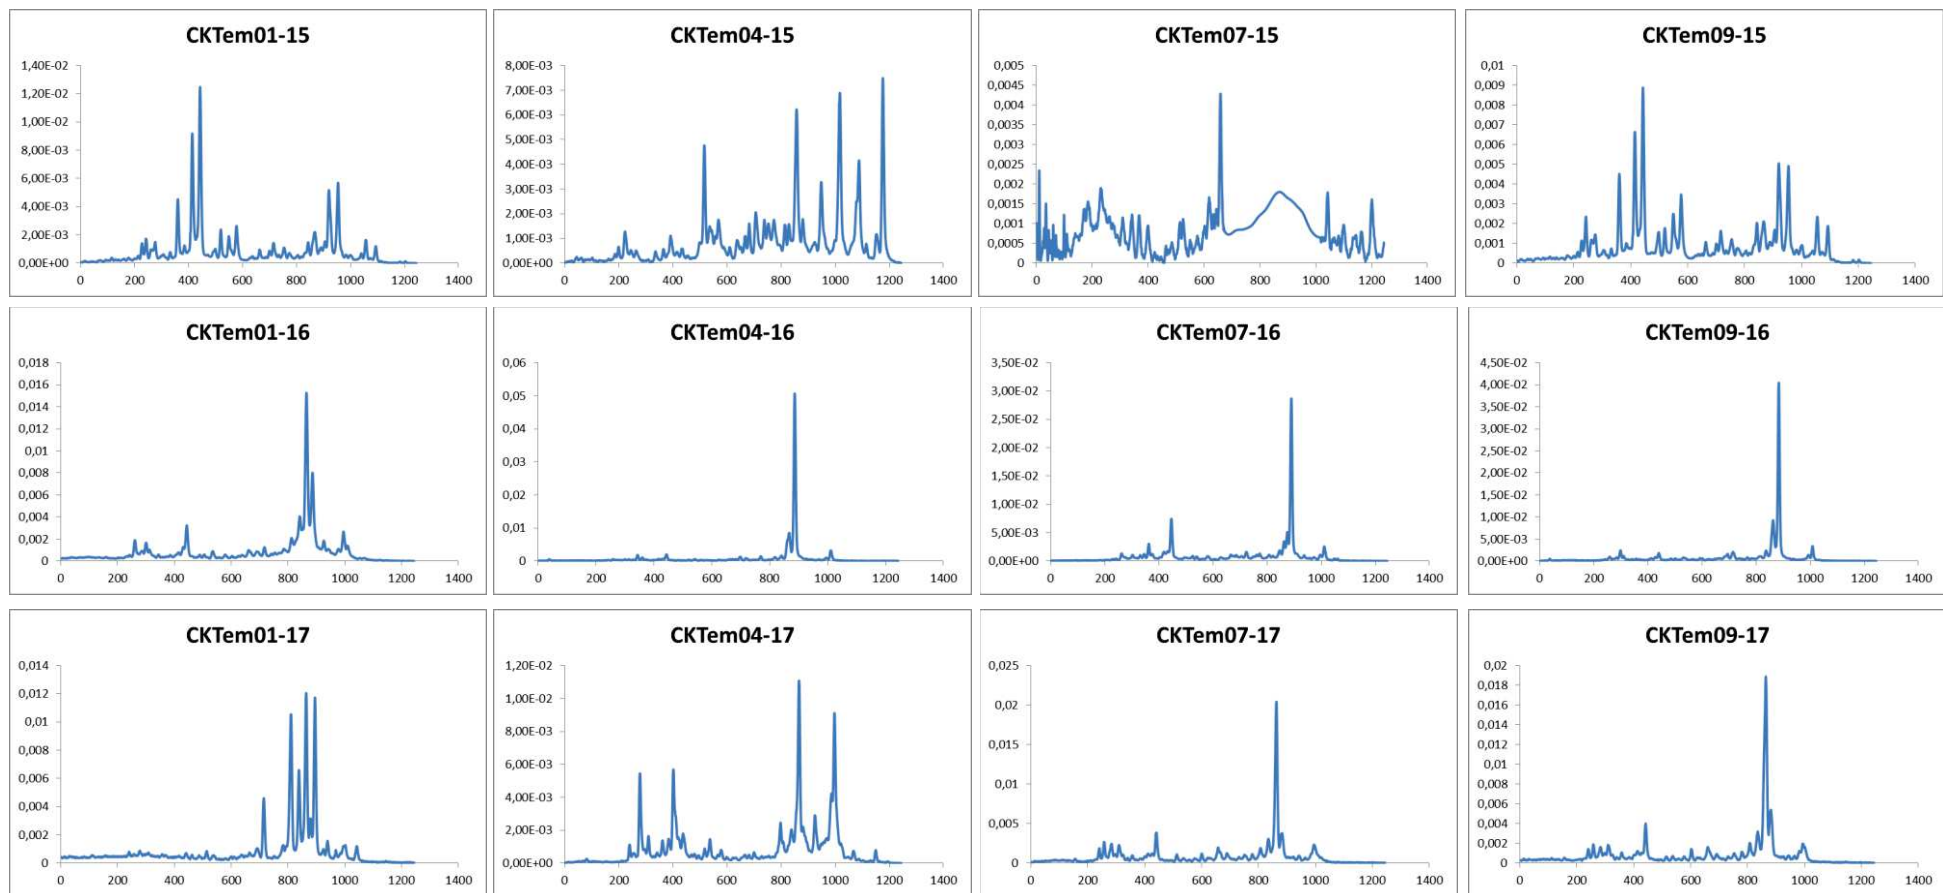 CKTem01-15
1,40E-02
1,20E-02
1,00E-02
8,00E-03
6,00E-03
4,00E-03
2,00E-03
0,00E+00
0 200 400 600 800 1000 1200 1400
CKTem04-15
8,00E-03
7,00E-03
6,00E-03
5,00E-03
4,00E-03
3,00E-03
2,00E-03
1,00E-03
0,00E+00
0 200 400 600 800 1000 1200 1400
CKTem07-15
0,005
0,0045
0,004
0,0035
0,003
0,0025
0,002
0,0015
0,001
0,0005
0
0 200 400 600 800 1000 1200 1400
CKTem09-15
0,01
0,009
0,008
0,007
0,006
0,005
0,004
0,003
0,002
0,001
0
0 200 400 600 800 1000 1200 1400
CKTem01-16
0,018
0,016
0,014
0,012
0,01
0,008
0,006
0,004
0,002
0
0 200 400 600 800 1000 1200 1400
CKTem04-16
0,06
0,05
0,04
0,03
0,02
0,01
0
0 200 400 600 800 1000 1200 1400
CKTem07-16
3,50E-02
3,00E-02
2,50E-02
2,00E-02
1,50E-02
1,00E-02
5,00E-03
0,00E+00
0 200 400 600 800 1000 1200 1400
CKTem09-16
4,50E-02
4,00E-02
3,50E-02
3,00E-02
2,50E-02
2,00E-02
1,50E-02
1,00E-02
5,00E-03
0,00E+00
0 200 400 600 800 1000 1200 1400
CKTem01-17
0,014
0,012
0,01
0,008
0,006
0,004
0,002
0
0 200 400 600 800 1000 1200 1400
CKTem04-17
1,20E-02
1,00E-02
8,00E-03
6,00E-03
4,00E-03
2,00E-03
0,00E+00
0 200 400 600 800 1000 1200 1400
CKTem07-17
0,025
0,02
0,015
0,01
0,005
0
0 200 400 600 800 1000 1200 1400
CKTem09-17
0,02
0,018
0,016
0,014
0,012
0,01
0,008
0,006
0,004
0,002
0
0 200 400 600 800 1000 1200 1400